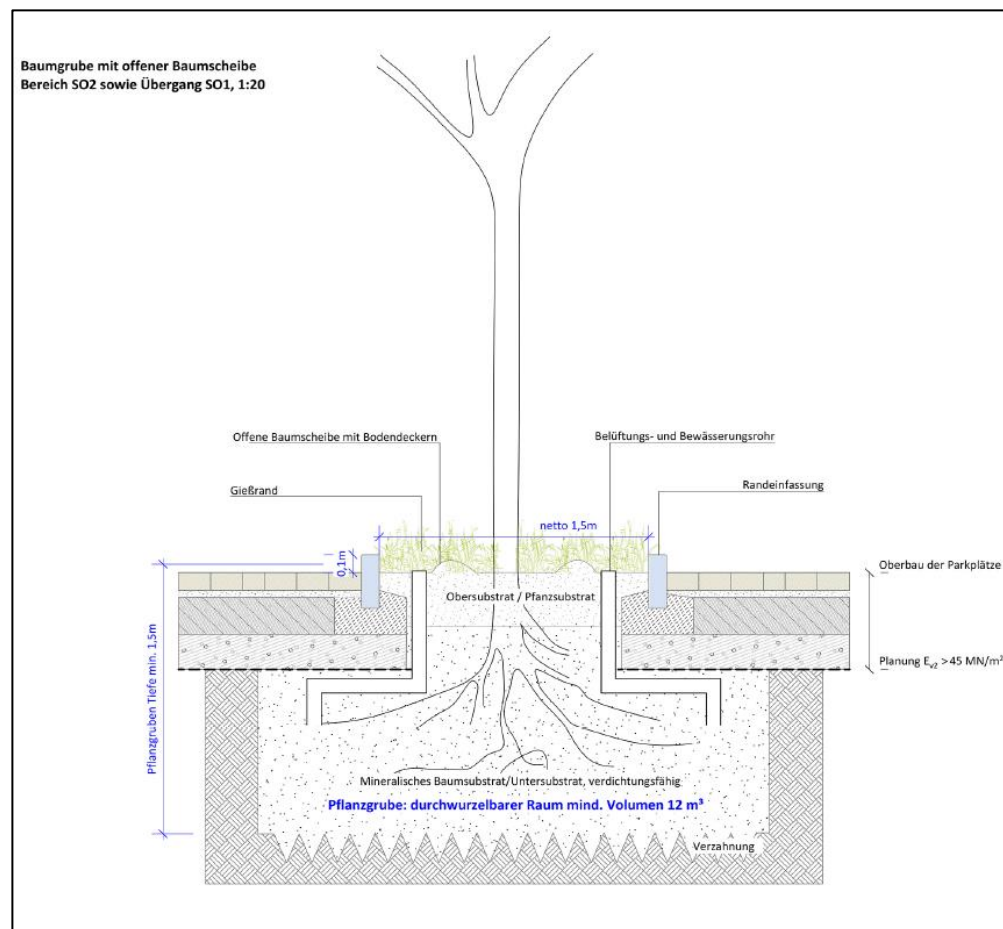 Baumgrube mit offener Baumscheibe
Bereich SO2 sowie Übergang SO1, 1:20
Offene Baumscheibe mit Bodendeckern
Belüftungs- und Bewässerungsrohr
Gießrand
Randeinfassung
netto 1,5m
0,1m
Oberbau der Parkplätze
Obersubstrat / Pfanzsubstrat
Planung Ev2 >45 MN/m²
Pflanzgruben Tiefe min. 1,5m
Mineralisches Baumsubstrat/Untersubstrat, verdichtungsfähig
Pflanzgrube: durchwurzelbarer Raum mind. Volumen 12 m³
Verzahnung